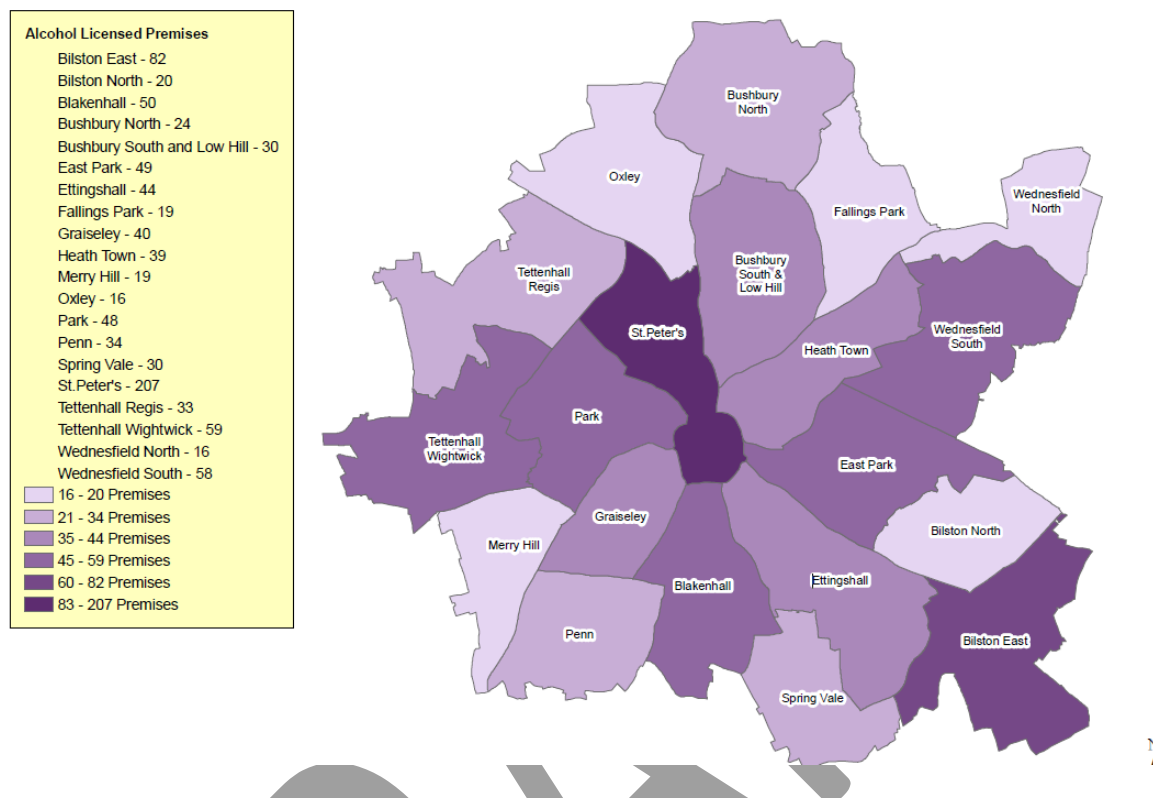 Alcohol Licensed Premises
Bilston East - 82
Bilston North - 20
Blakenhall - 50
Bushbury North - 24
Bushbury South and Low Hill - 30
East Park - 49
Ettingshall - 44
Fallings Park - 19
Graiseley - 40
Heath Town - 39
Merry Hill - 19
Oxley - 16
Park - 48
Penn - 34
Spring Vale - 30
St.Peter's - 207
Tettenhall Regis - 33
Tettenhall Wightwick - 59
Wednesfield North - 16
Wednesfield South - 58
16 - 20 Premises
21 - 34 Premises
35 - 44 Premises
45 - 59 Premises
60 - 82 Premises
83 - 207 Premises
Bushbury
North
Oxley
Wednesfield
North
Fallings Park
Bushbury
South &
Low Hill
Tettenhall
Regis
St.Peter's
Wednesfield
South
Heath Town
Park
Tettenhall
Wightwick
East Park
Graiseley
Bilston North
Merry Hill
Blakenhall
Ettingshall
Penn
Bilston East
Spring Vale